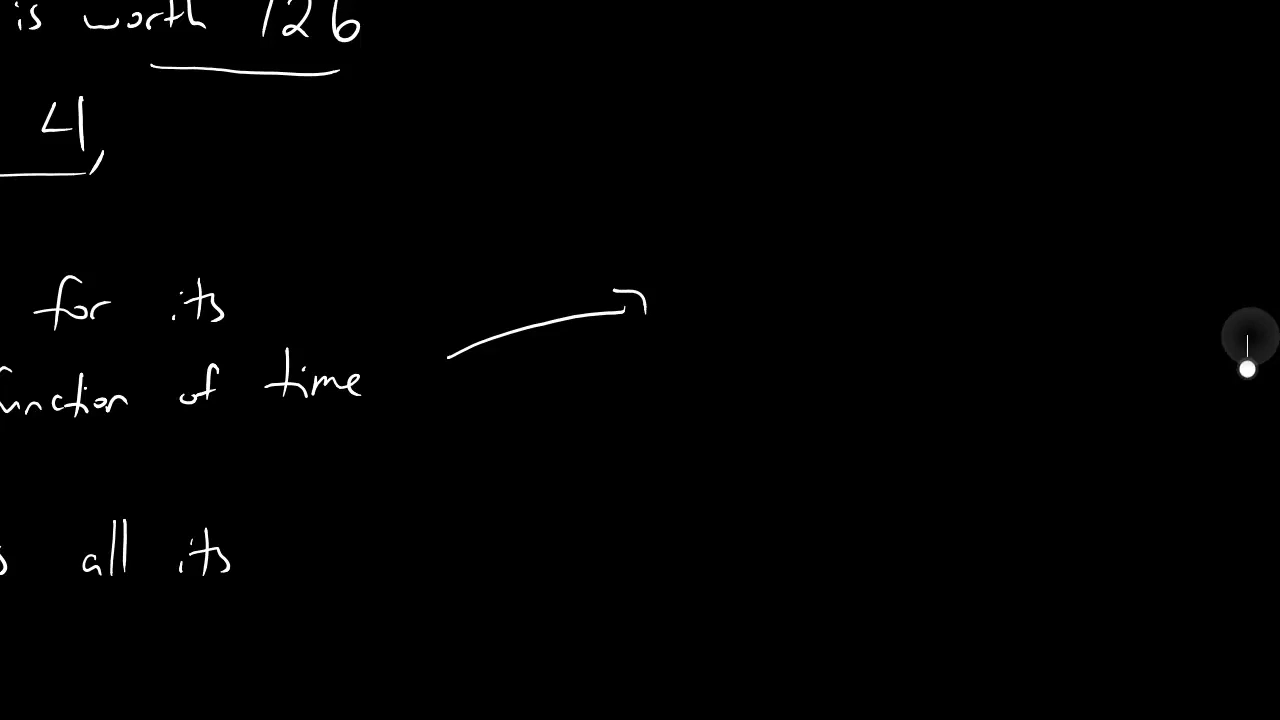 is worth 126
4,
for its
function of time
all its